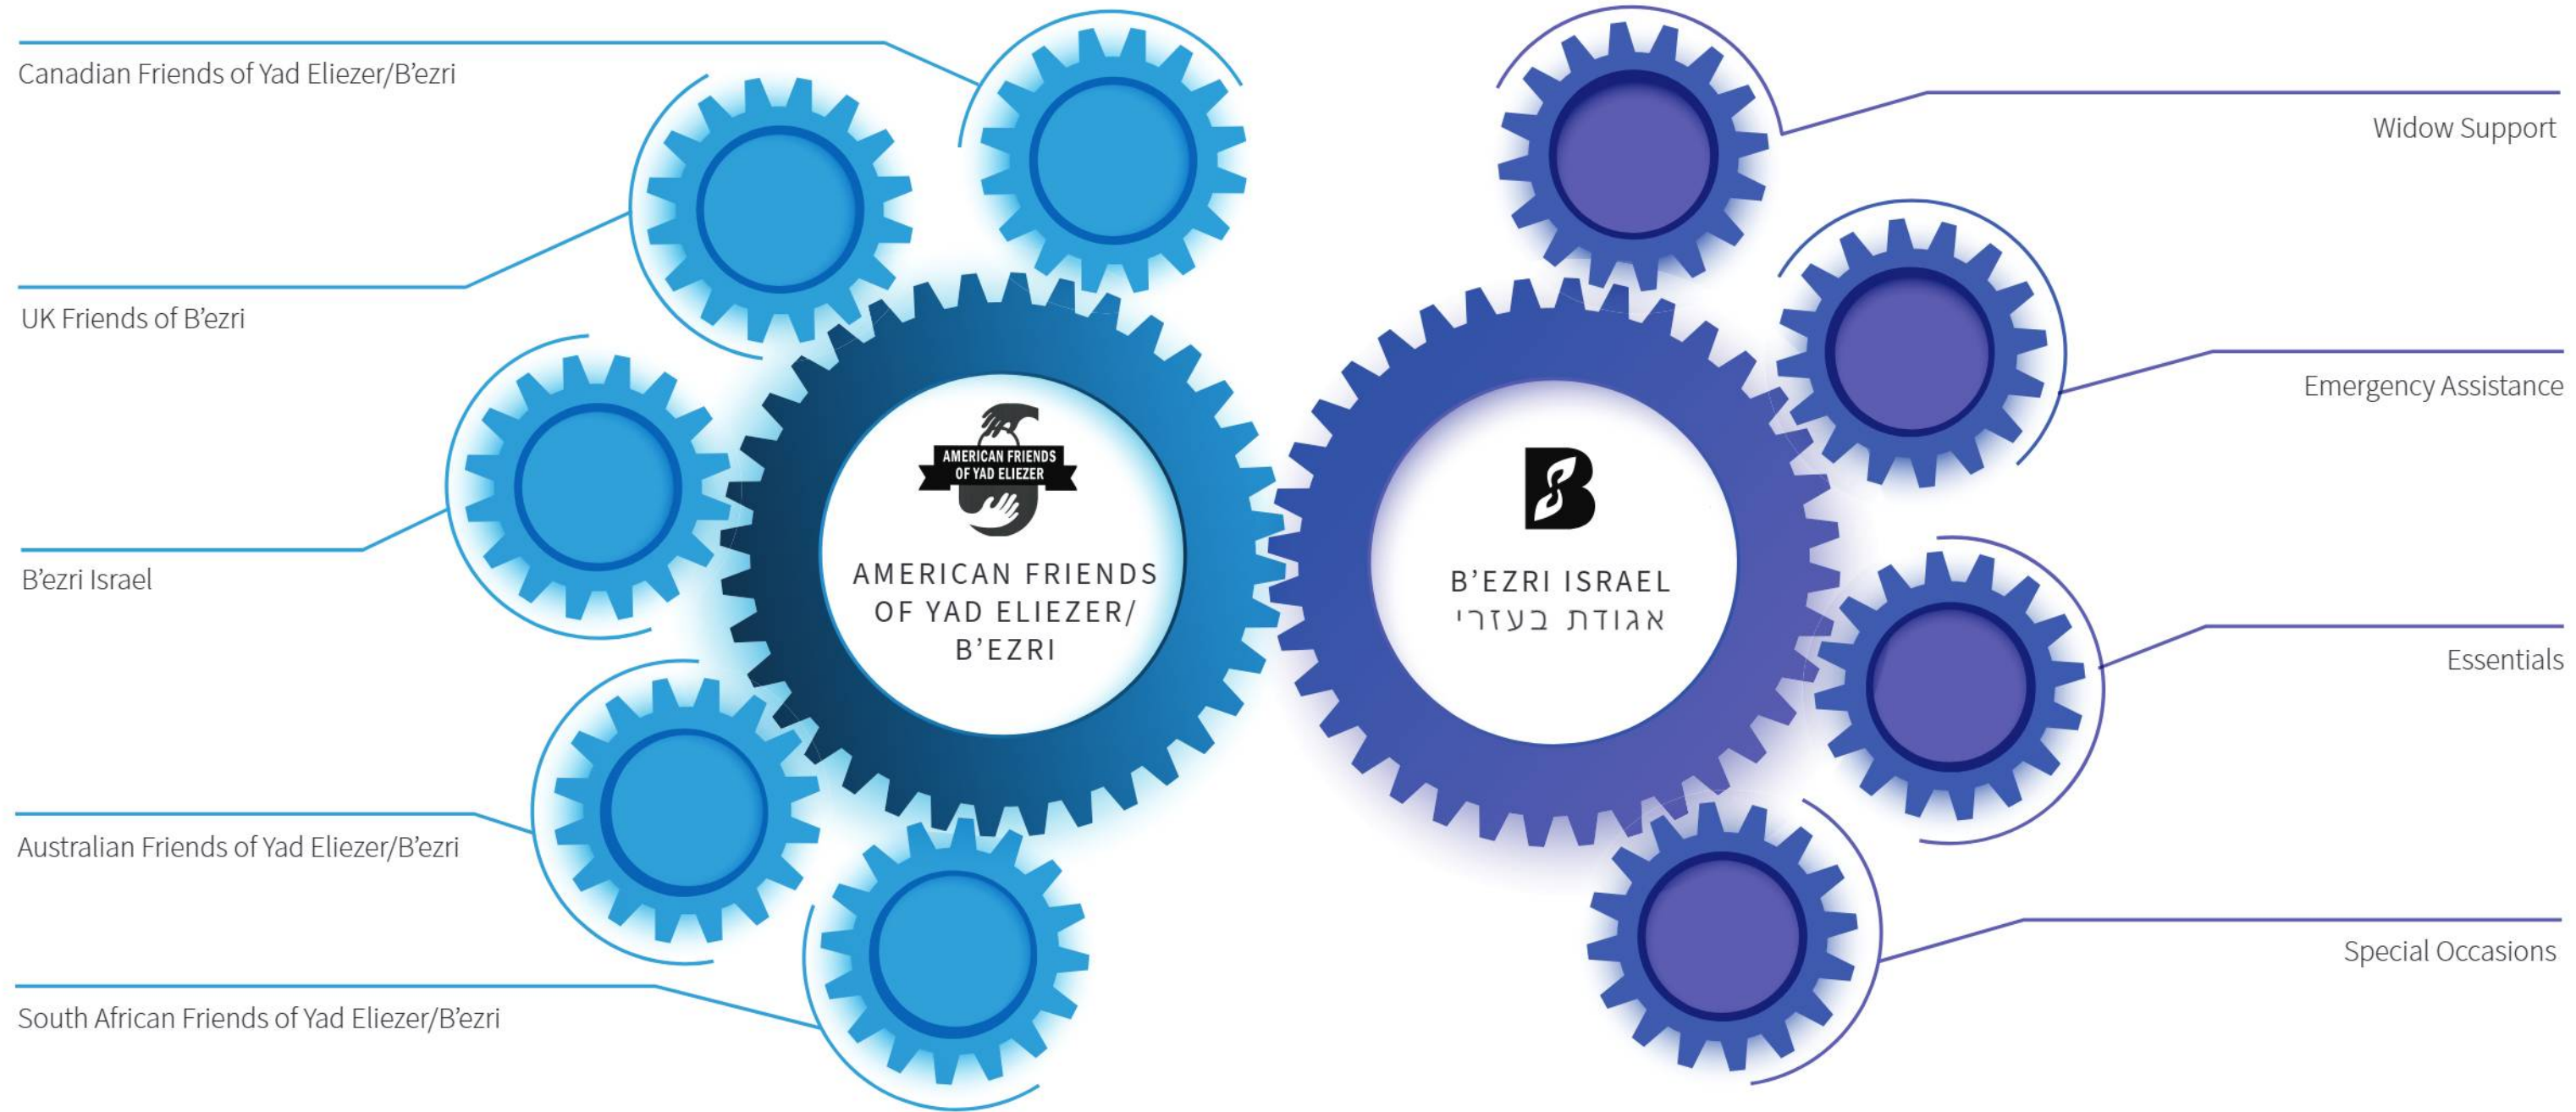 Canadian Friends of Yad Eliezer/B’ezri
UK Friends of B’ezri
B’ezri Israel
Australian Friends of Yad Eliezer/B’ezri
South African Friends of Yad Eliezer/B’ezri
AMERICAN FRIENDS
OF YAD ELIEZER
AMERICAN FRIENDS
OF YAD ELIEZER/
B’EZRI
B
B’EZRI ISRAEL
אגודת בעזרי
Widow Support
Emergency Assistance
Essentials
Special Occasions